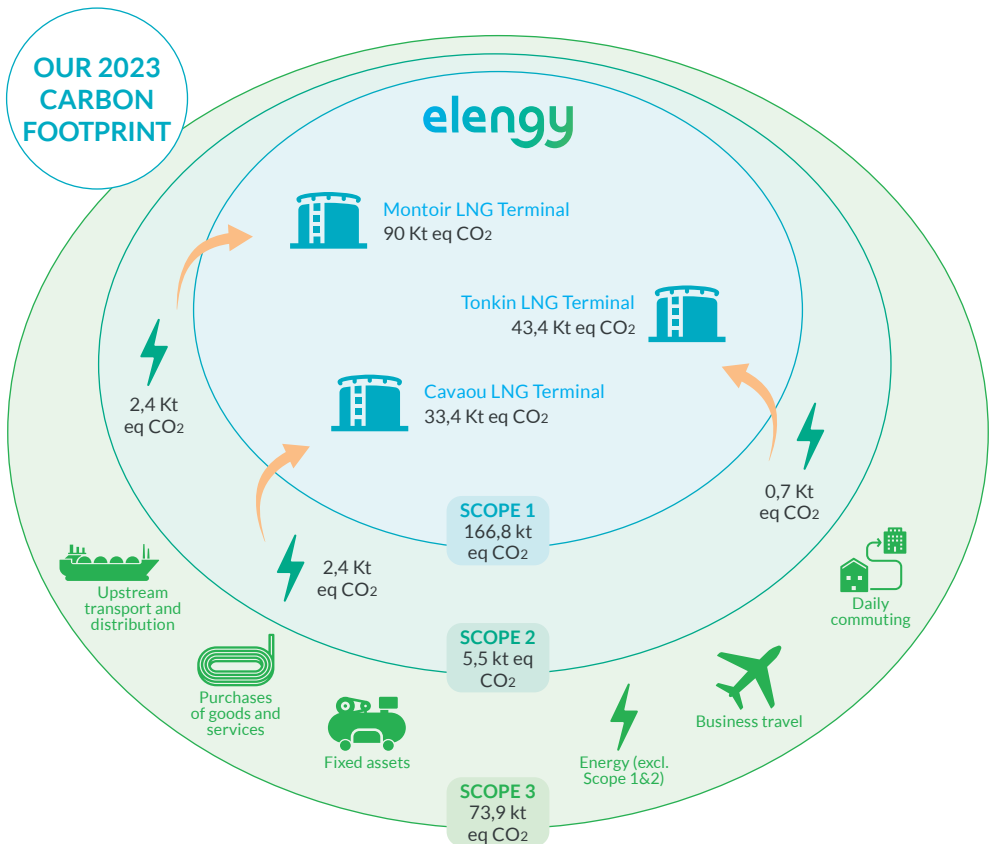 OUR 2023
CARBON
FOOTPRINT
elengy
Montoir LNG Terminal
90 Kt eq CO2
Tonkin LNG Terminal
43,4 Kt eq CO2
Cavaou LNG Terminal
33,4 Kt eq CO2
2,4 Kt
eq CO2
0,7 Kt
eq CO2
2,4 Kt
eq CO2
SCOPE 1
166,8 kt
eq CO2
Upstream
transport and
distribution
Daily
commuting
SCOPE 2
5,5 kt eq
CO2
Purchases
of goods and
services
Fixed assets
Energy (excl.
Scope 1&2)
Business travel
SCOPE 3
73,9 kt
eq CO2